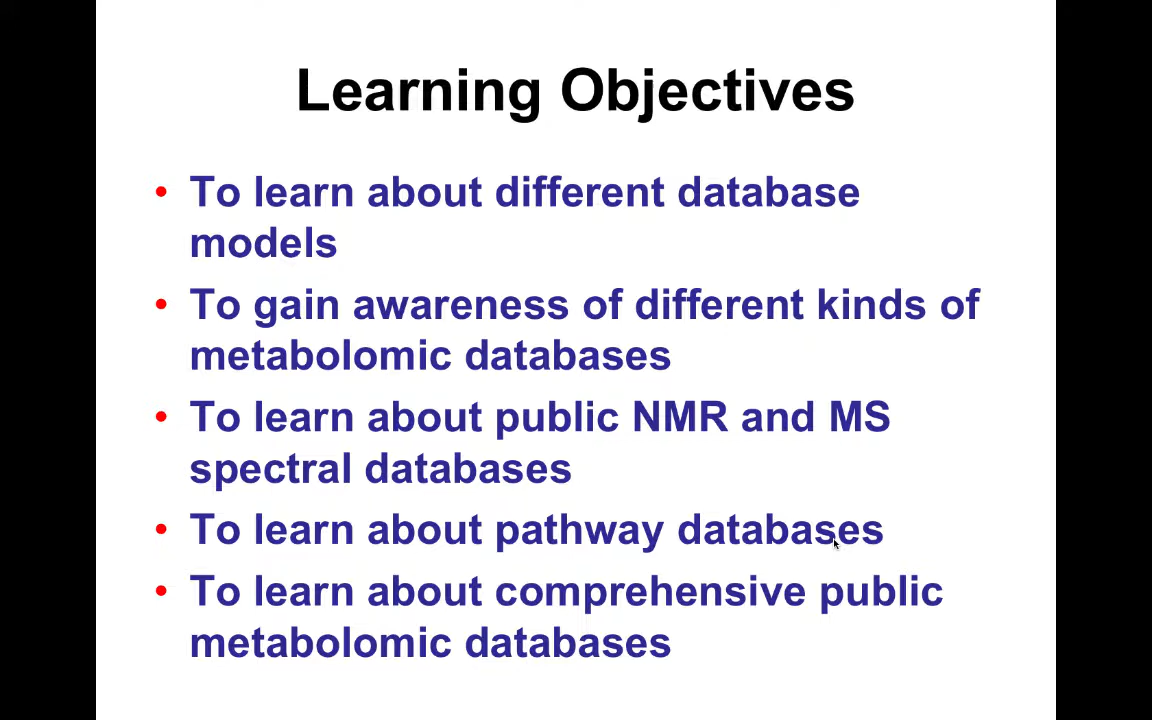 Learning Objectives
• To learn about different database
models
• To gain awareness of different kinds of
metabolomic databases
• To learn about public NMR and MS
spectral databases
• To learn about pathway databases
• To learn about comprehensive public
metabolomic databases